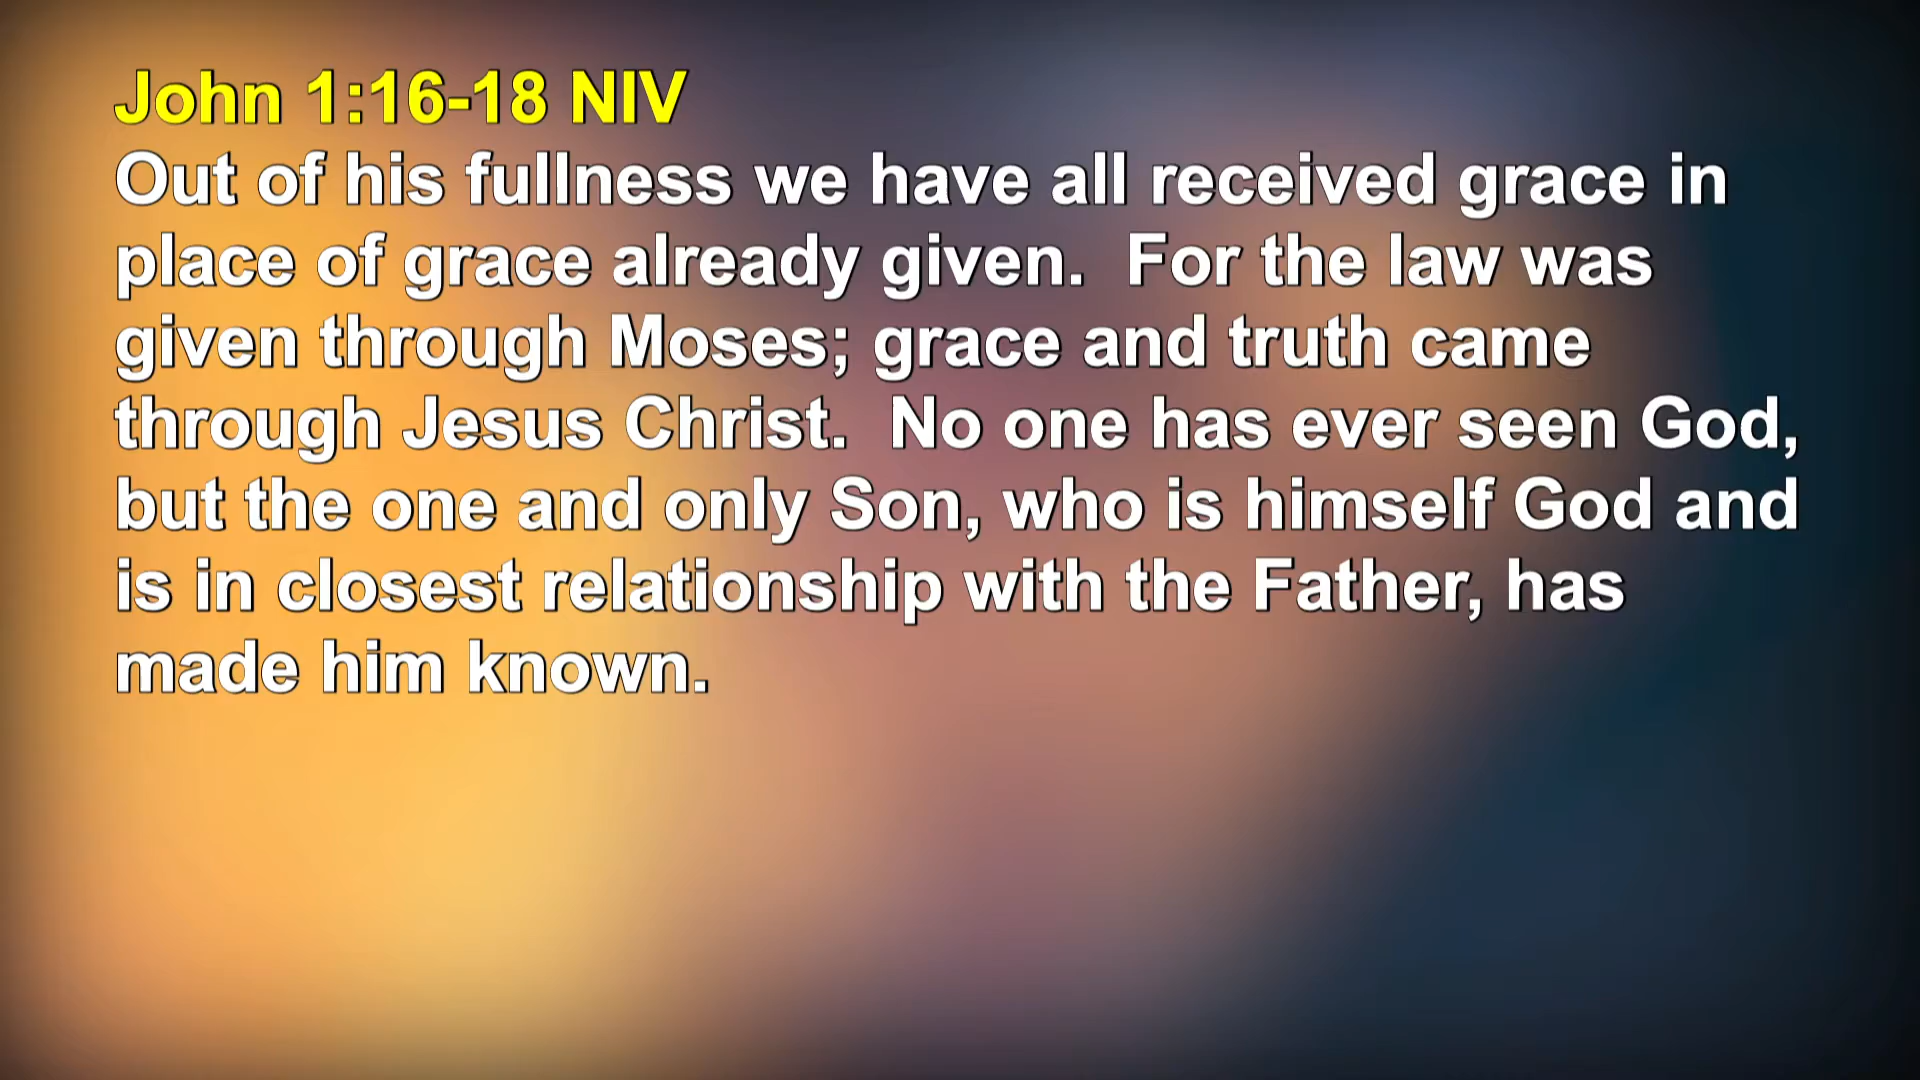 John 1:16-18 NIV
Out of his fullness we have all received grace in
place of grace already given.  For the law was
given through Moses; grace and truth came
through Jesus Christ.  No one has ever seen God,
but the one and only Son, who is himself God and
is in closest relationship with the Father, has
made him known.